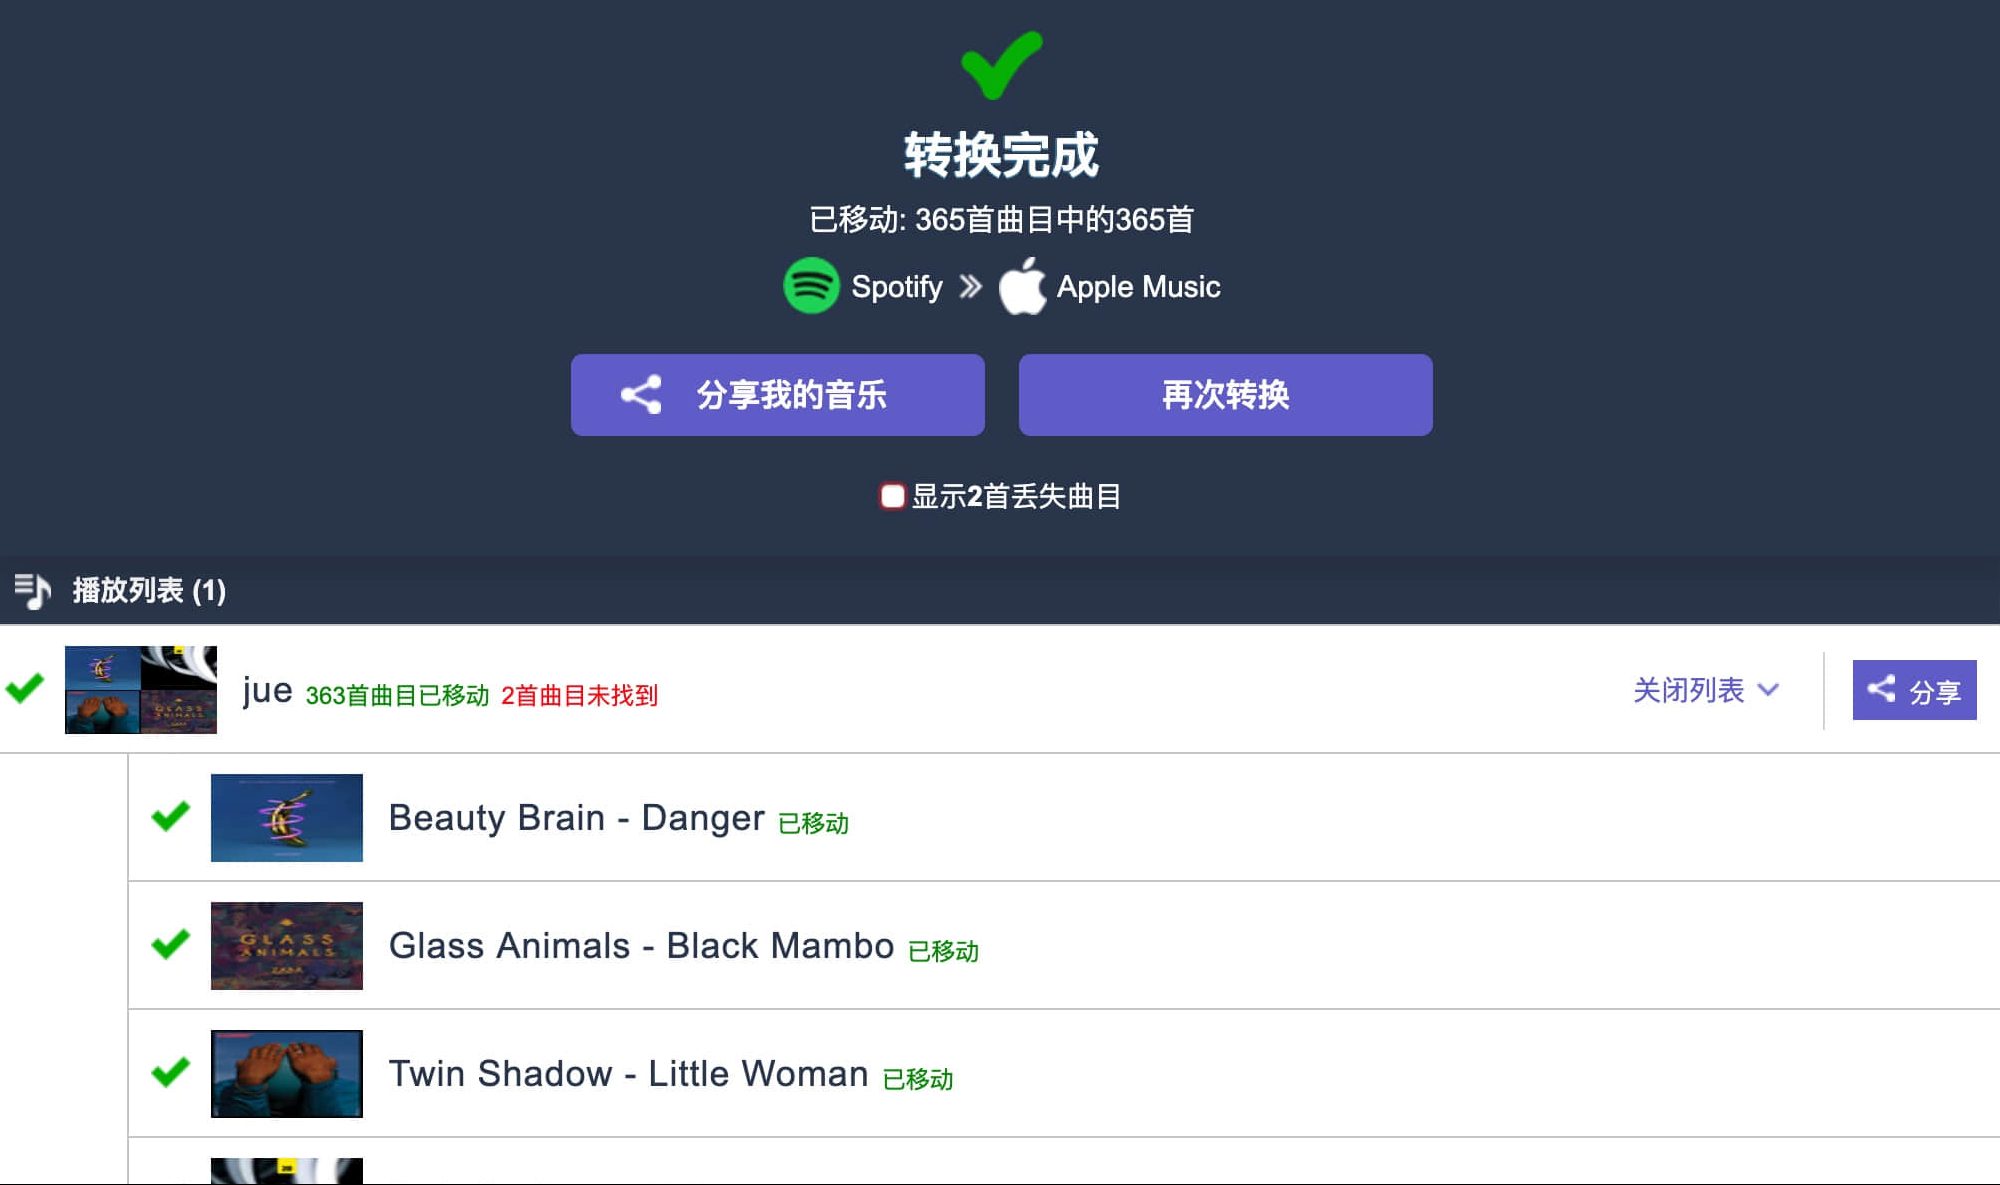 转换完成
已移动: 365首曲目中的365首
Spotify Apple Music
分享我的音乐
再次转换
显示2首丢失曲目
播放列表 (1)
jue 363首曲目已移动 2首曲目未找到
关闭列表
分享
Beauty Brain - Danger 已移动
GLASS
ANIMALS
ZABA
Glass Animals - Black Mambo 已移动
Twin Shadow - Little Woman 已移动